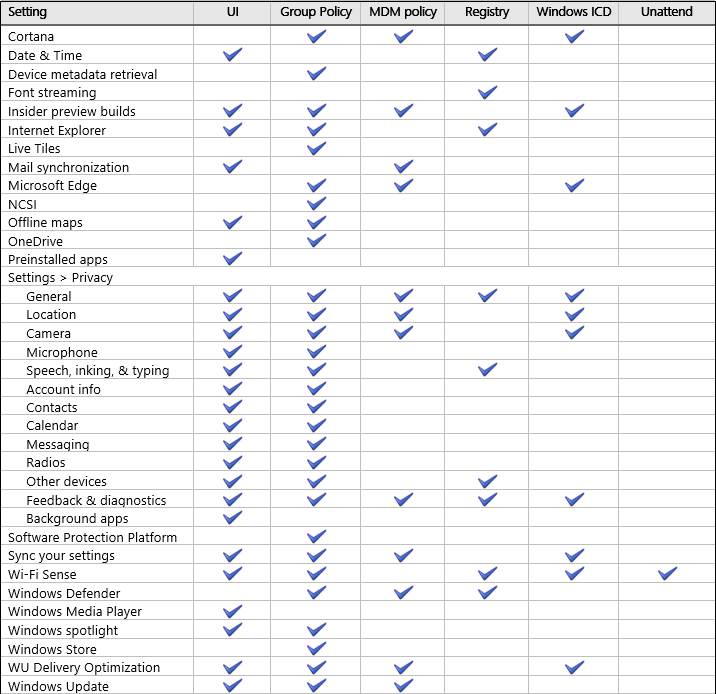 Setting UI Group Policy MDM policy Registry Windows ICD Unattend
Cortana
Date & Time
Device metadata retrieval
Font streaming
Insider preview builds
Internet Explorer
Live Tiles
Mail synchronization
Microsoft Edge
NCSI
Offline maps
OneDrive
Preinstalled apps
Settings > Privacy
General
Location
Camera
Microphone
Speech, inking, & typing
Account info
Contacts
Calendar
Messaging
Radios
Other devices
Feedback & diagnostics
Background apps
Software Protection Platform
Sync your settings
Wi-Fi Sense
Windows Defender
Windows Media Player
Windows spotlight
Windows Store
WU Delivery Optimization
Windows Update